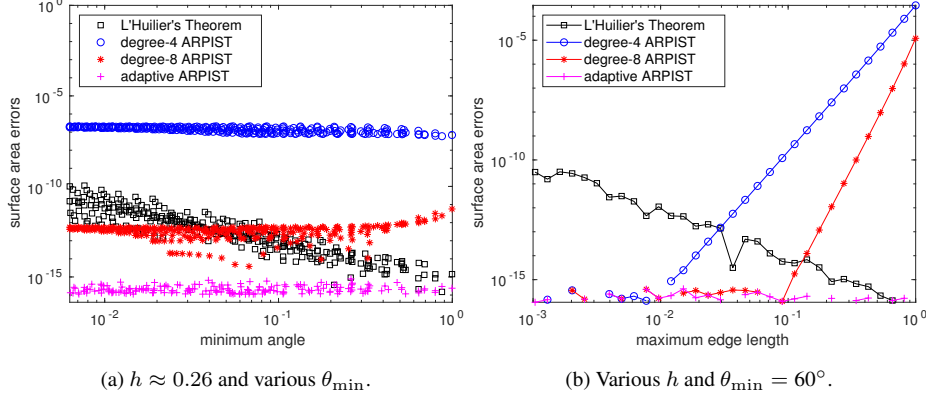 10^0
10^-5
10^-10
10^-15
surface area errors
L'Huilier's Theorem
degree-4 ARPIST
degree-8 ARPIST
adaptive ARPIST
10^-2
10^-1
10^0
minimum angle
(a) h ≈ 0.26 and various θ_min.
10^-5
10^-10
10^-15
surface area errors
L'Huilier's Theorem
degree-4 ARPIST
degree-8 ARPIST
adaptive ARPIST
10^-3
10^-2
10^-1
10^0
maximum edge length
(b) Various h and θ_min = 60°.